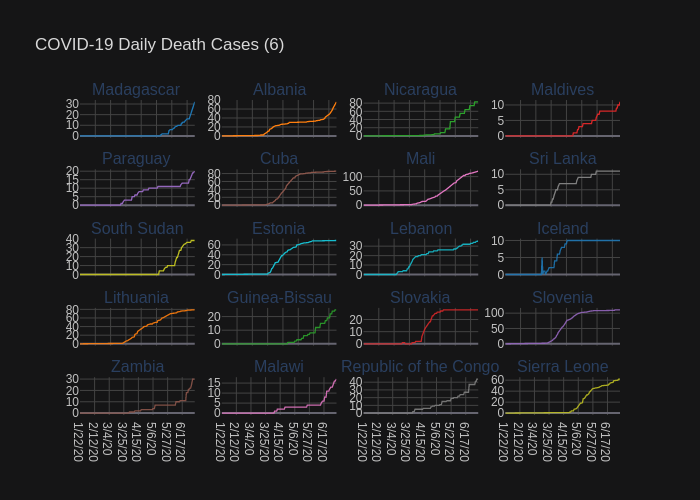 COVID-19 Daily Death Cases (6)
Madagascar Albania Nicaragua Maldives
30 20 10 0 80 60 40 20 0 80 60 40 20 0 10 5 0
Paraguay Cuba Mali Sri Lanka
20 15 10 5 0 80 60 40 20 0 100 50 0 10 5 0
South Sudan Estonia Lebanon Iceland
40 30 20 10 0 60 40 20 0 30 20 10 0 10 5 0
Lithuania Guinea-Bissau Slovakia Slovenia
80 60 40 20 0 20 10 0 20 10 0 100 50 0
Zambia Malawi Republic of the Congo Sierra Leone
30 20 10 0 15 10 5 0 40 30 20 10 0 60 40 20 0
1/22/20 2/12/20 3/4/20 3/25/20 4/15/20 5/6/20 5/27/20 6/17/20 1/22/20 2/12/20 3/4/20 3/25/20 4/15/20 5/6/20 5/27/20 6/17/20 1/22/20 2/12/20 3/4/20 3/25/20 4/15/20 5/6/20 5/27/20 6/17/20 1/22/20 2/12/20 3/4/20 3/25/20 4/15/20 5/6/20 5/27/20 6/17/20